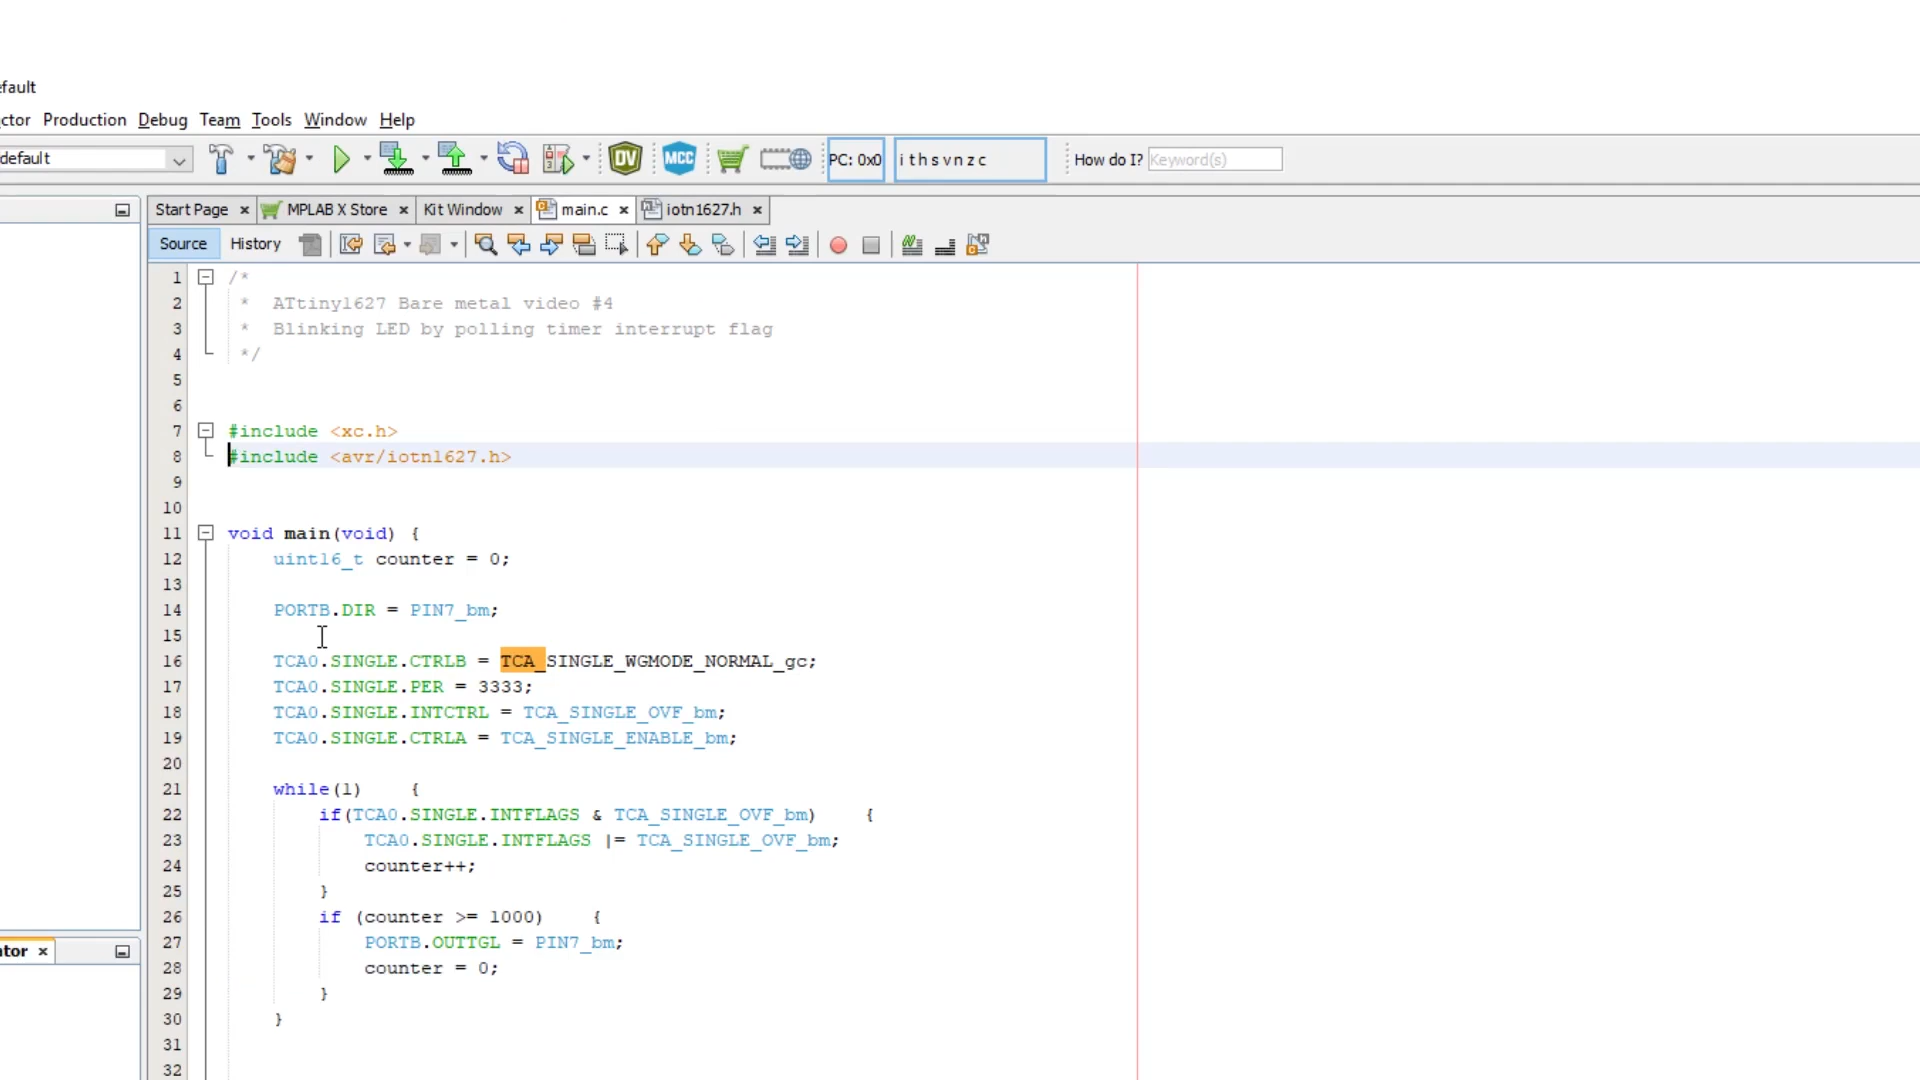 efault
ctor Production Debug Team Tools Window Help
default PC: 0x0 i t h s v n z c How do I? Keyword(s)
DV MCC
Start Page MPLAB X Store Kit Window main.c iotn1627.h
Source History
1 /*
2 * ATtiny1627 Bare metal video #4
3 * Blinking LED by polling timer interrupt flag
4 */
5
6
7 #include <xc.h>
8 #include <avr/iotn1627.h>
9
10
11 void main(void) {
12 uint16_t counter = 0;
13
14 PORTB.DIR = PIN7_bm;
15
16 TCA0.SINGLE.CTRLB = TCA_SINGLE_WGMODE_NORMAL_gc;
17 TCA0.SINGLE.PER = 3333;
18 TCA0.SINGLE.INTCTRL = TCA_SINGLE_OVF_bm;
19 TCA0.SINGLE.CTRLA = TCA_SINGLE_ENABLE_bm;
20
21 while(1) {
22 if(TCA0.SINGLE.INTFLAGS & TCA_SINGLE_OVF_bm) {
23 TCA0.SINGLE.INTFLAGS |= TCA_SINGLE_OVF_bm;
24 counter++;
25 }
26 if (counter >= 1000) {
27 PORTB.OUTTGL = PIN7_bm;
28 counter = 0;
29 }
30 }
31
32
ator